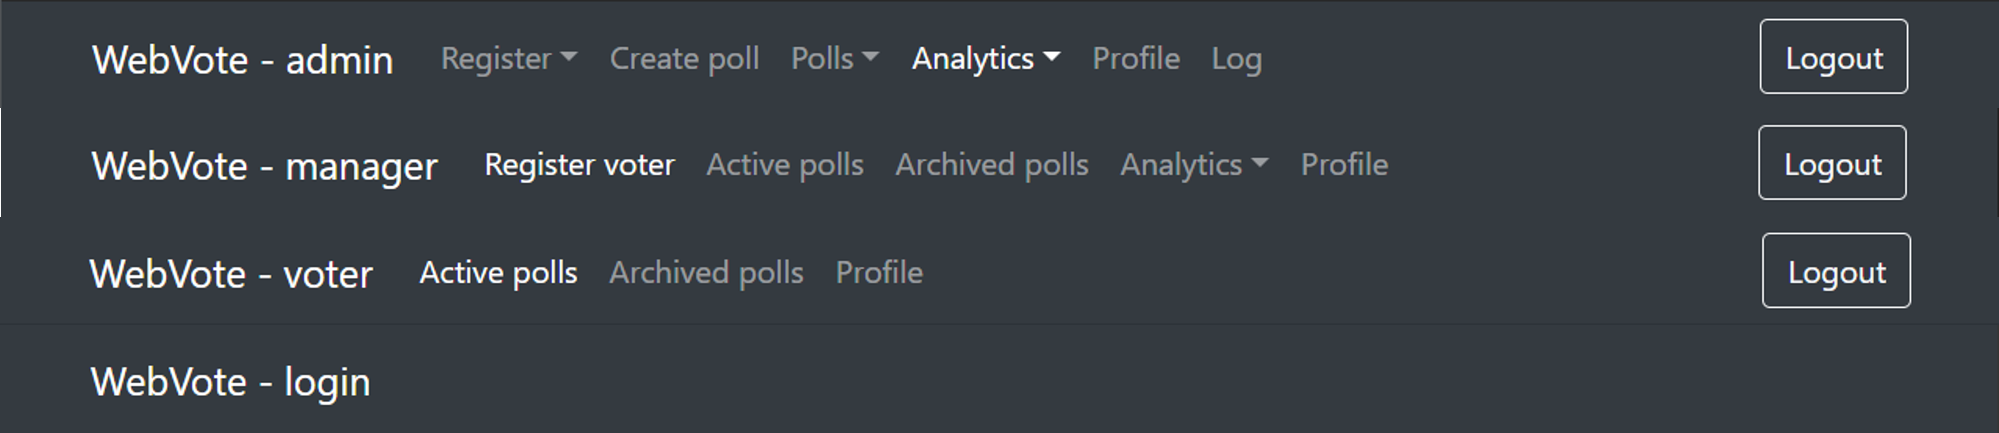 WebVote - admin Register Create poll Polls Analytics Profile Log Logout
WebVote - manager Register voter Active polls Archived polls Analytics Profile Logout
WebVote - voter Active polls Archived polls Profile Logout
WebVote - login